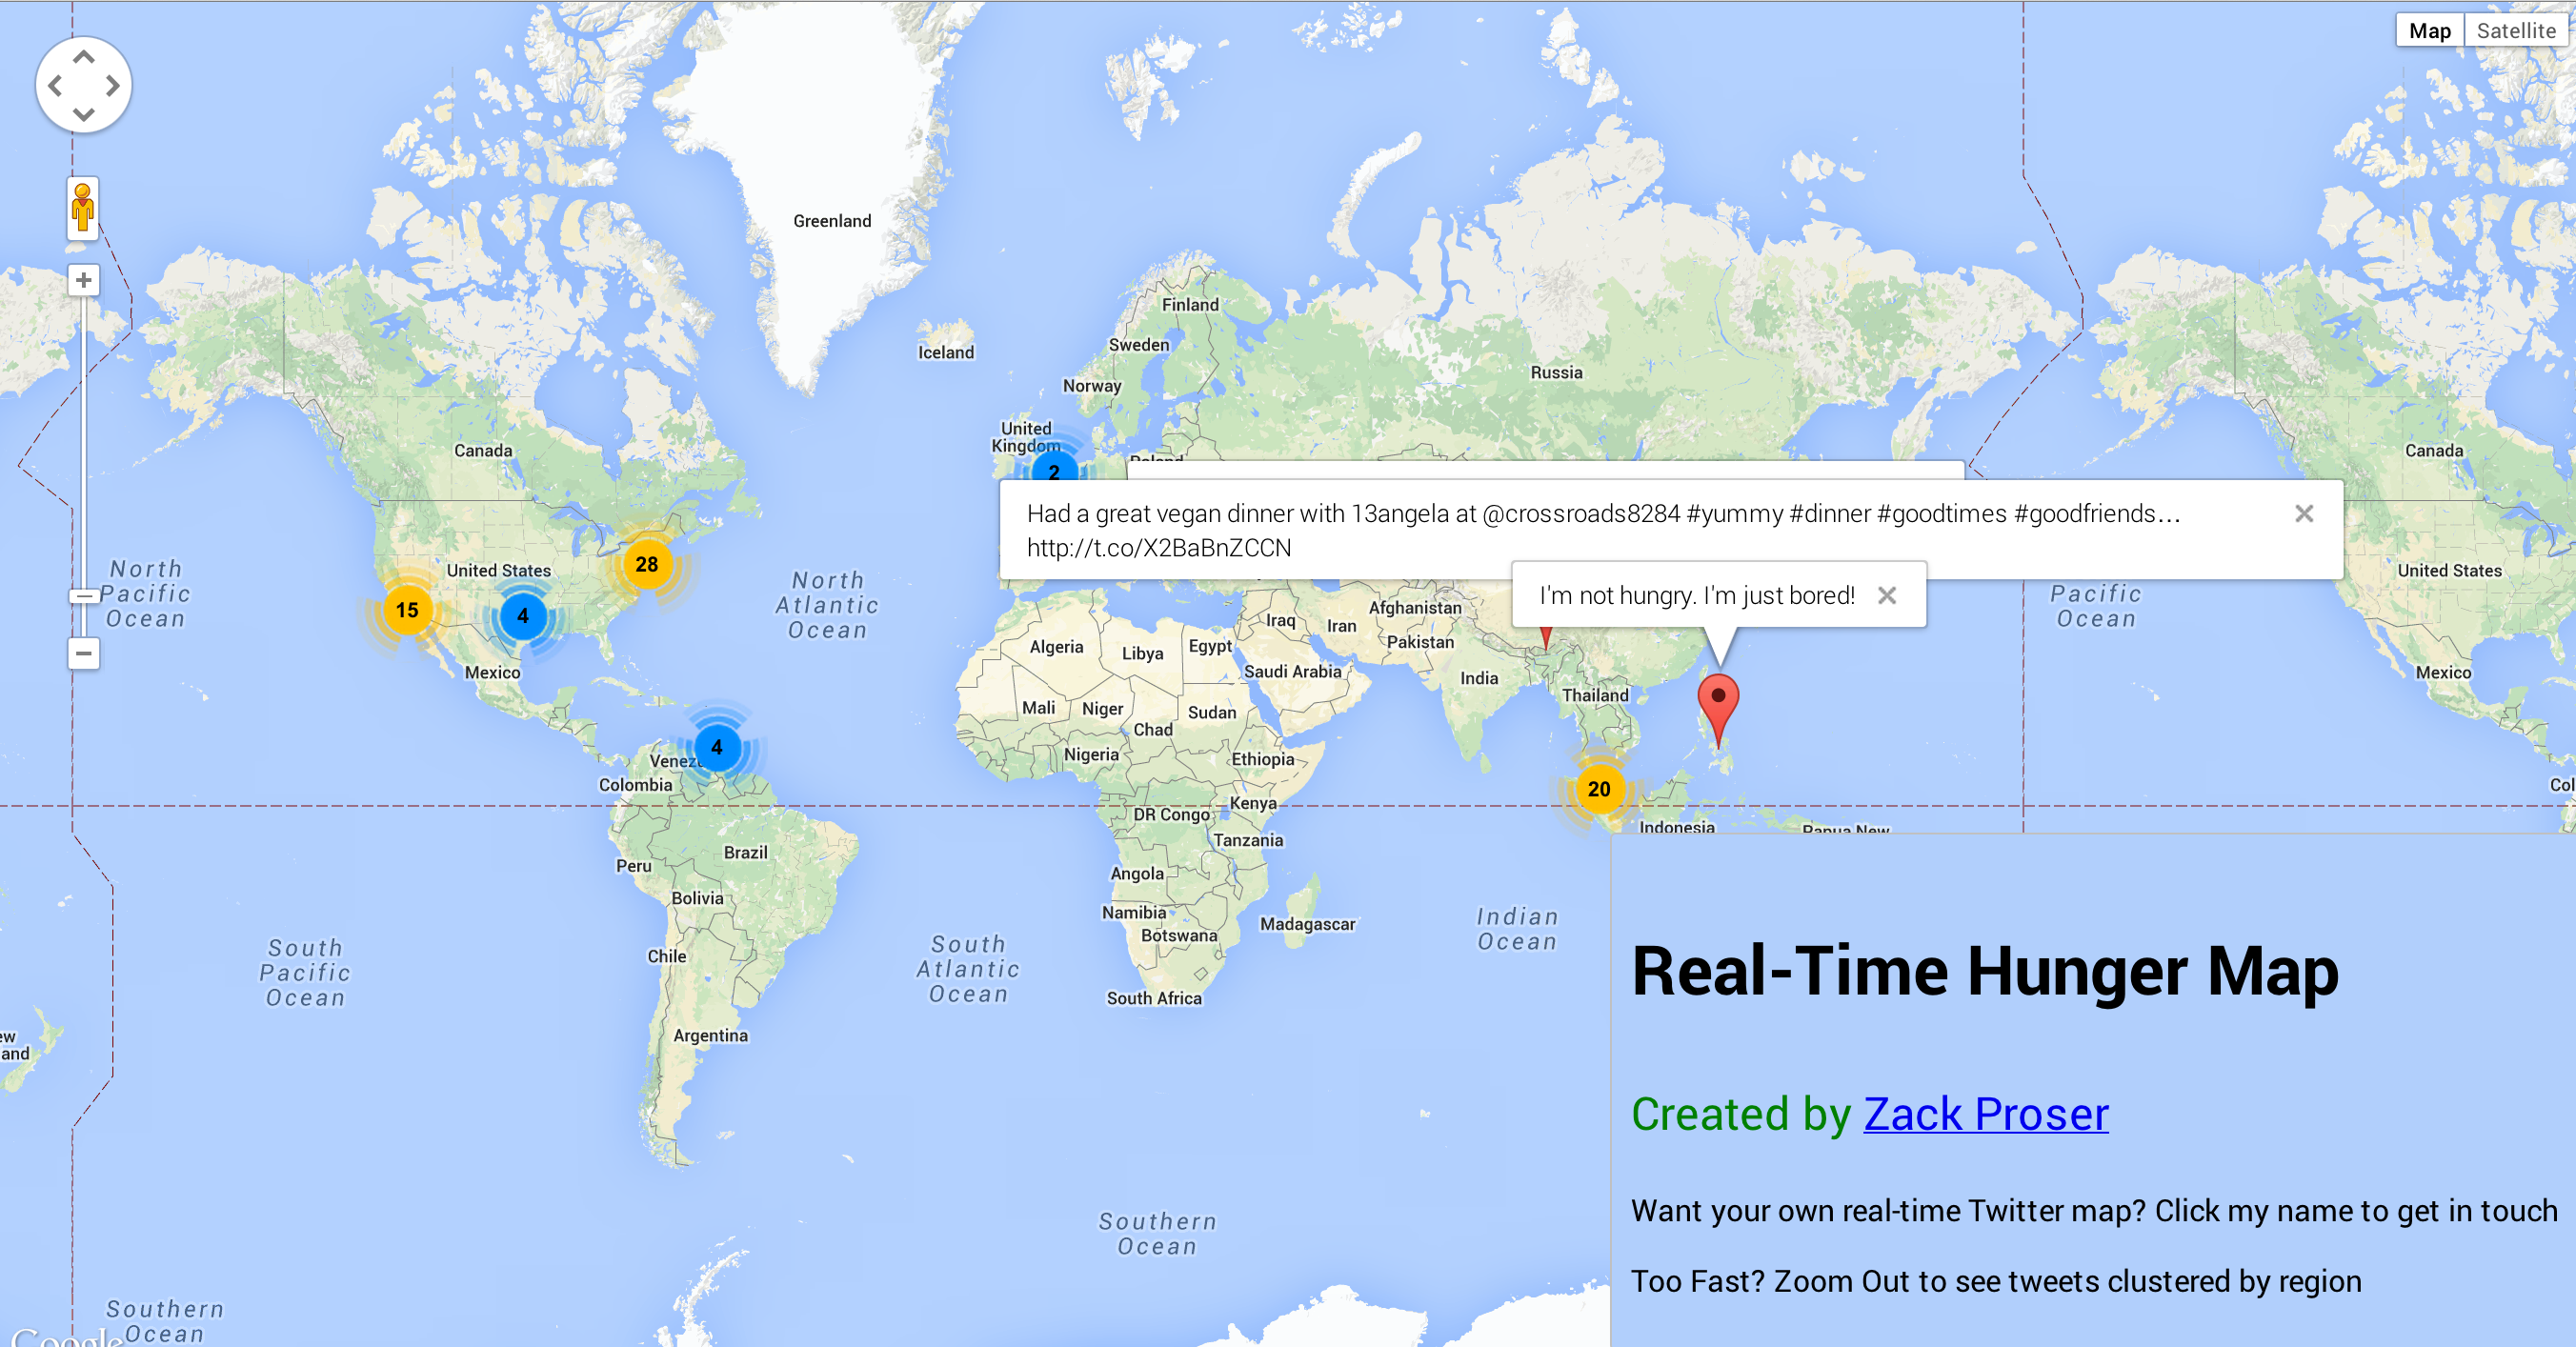 Map
Satellite
Greenland
Finland
Iceland
Sweden
Norway
Russia
United
Kingdom
Canada
Canada
2
Poland
Had a great vegan dinner with 13angela at @crossroads8284 #yummy #dinner #goodtimes #goodfriends…
http://t.co/X2BaBnZCCN
North
Pacific
Ocean
United States
28
15
4
North
Atlantic
Ocean
I'm not hungry. I'm just bored!
United States
Pacific
Ocean
Afghanistan
Iraq
Iran
Pakistan
Algeria
Libya
Egypt
Saudi Arabia
India
Mexico
Mexico
Thailand
Mali
Niger
Sudan
Chad
Nigeria
Ethiopia
4
Venez
Colombia
20
Col
Kenya
DR Congo
Indonesia
Papua New
Tanzania
Brazil
Peru
Angola
Bolivia
Namibia
Botswana
Madagascar
Indian
Ocean
South
Pacific
Ocean
South
Atlantic
Ocean
Chile
South Africa
Argentina
ew
and
Real-Time Hunger Map
Created by Zack Proser
Want your own real-time Twitter map? Click my name to get in touch
Too Fast? Zoom Out to see tweets clustered by region
Southern
Ocean
Southern
Ocean
Google